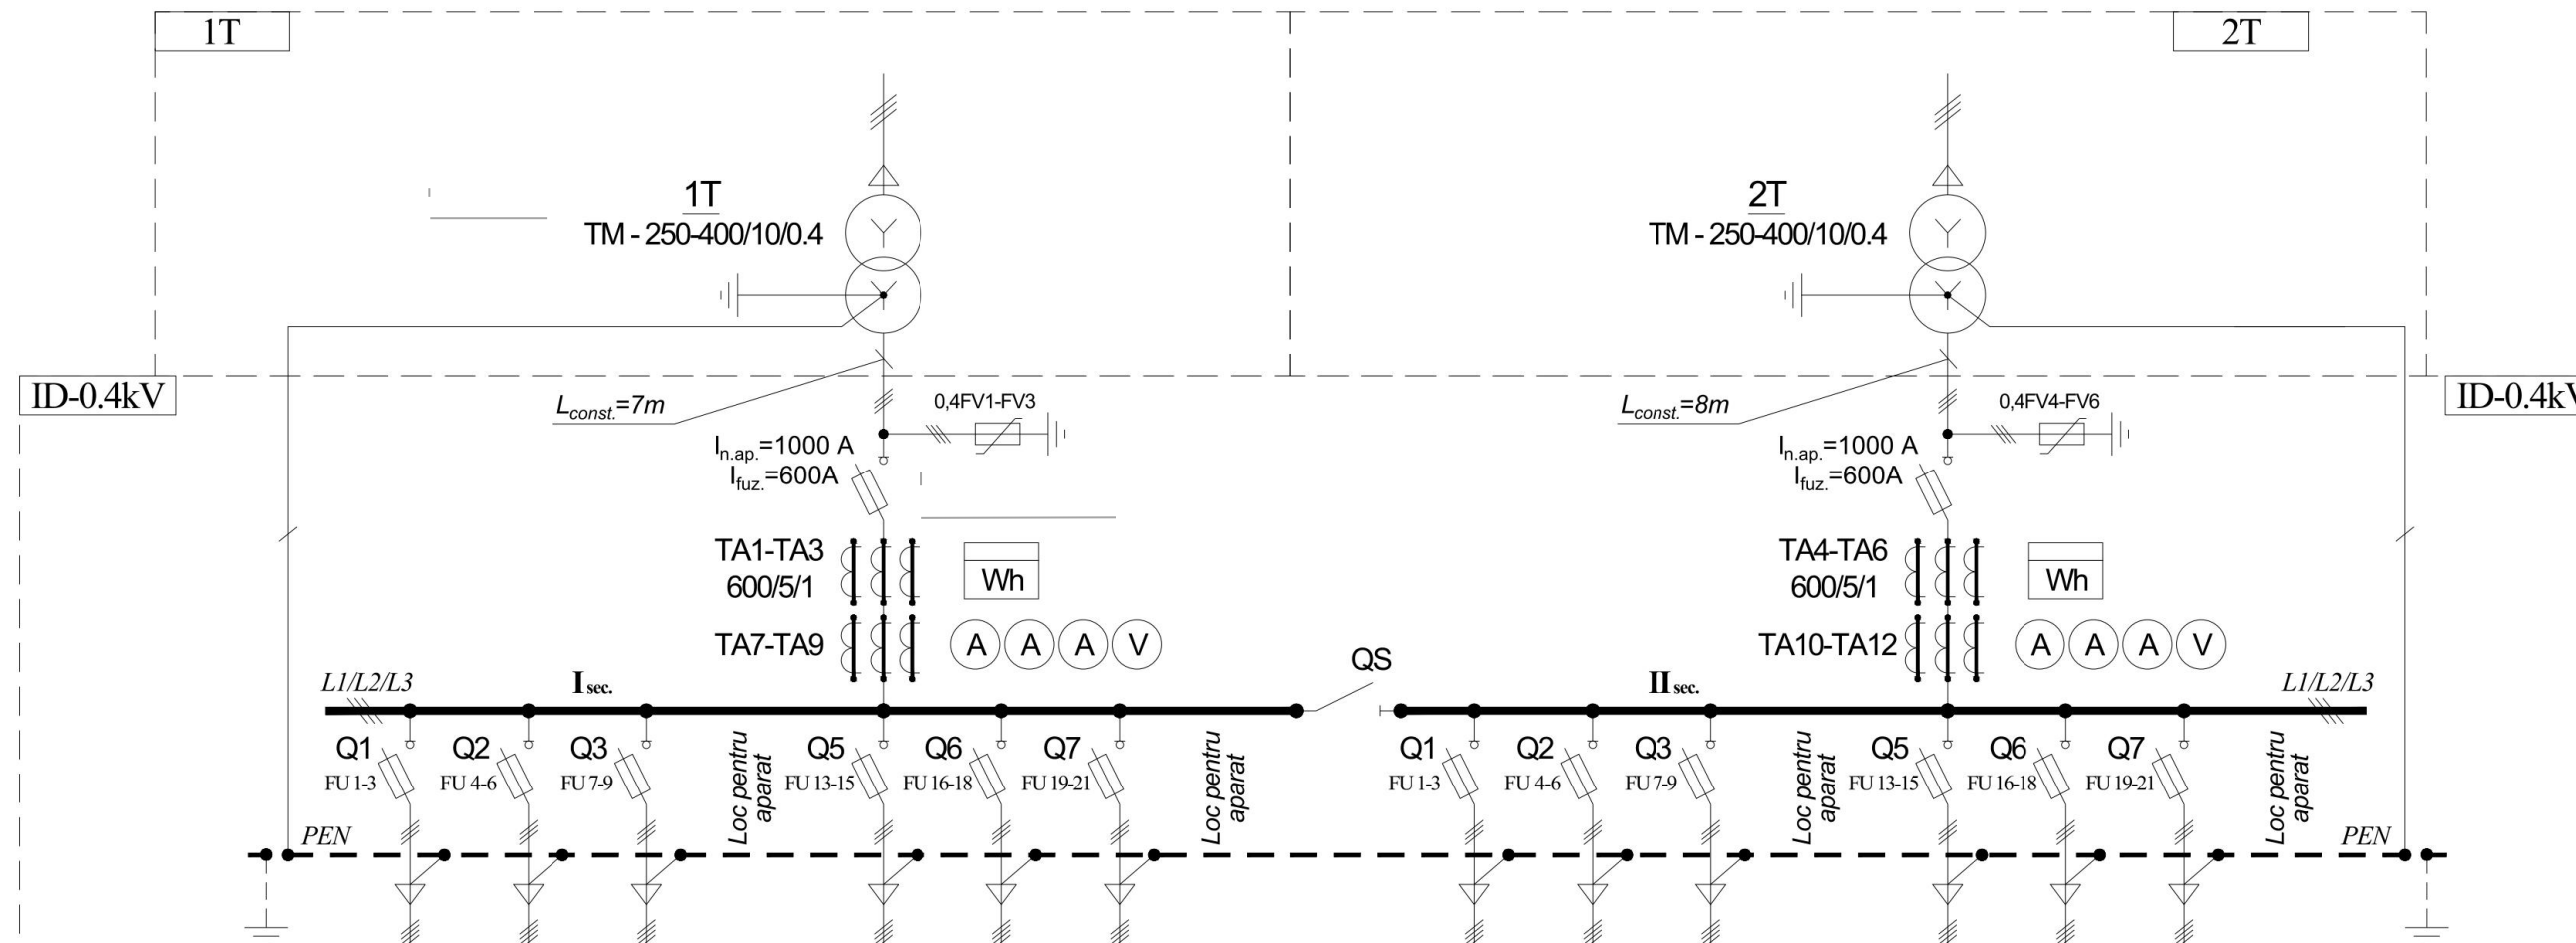 1T
2T
1T
TM - 250-400/10/0.4
2T
TM - 250-400/10/0.4
ID-0.4kV
ID-0.4kV
Lconst.=7m
0,4FV1-FV3
Lconst.=8m
0,4FV4-FV6
In.ap.=1000 A
Ifuz.=600A
In.ap.=1000 A
Ifuz.=600A
TA1-TA3
600/5/1
Wh
TA4-TA6
600/5/1
Wh
TA7-TA9
A A A V
TA10-TA12
A A A V
QS
L1/L2/L3
I sec.
II sec.
L1/L2/L3
Q1
FU 1-3
Q2
FU 4-6
Q3
FU 7-9
Loc pentru
aparat
Q5
FU 13-15
Q6
FU 16-18
Q7
FU 19-21
Loc pentru
aparat
Q1
FU 1-3
Q2
FU 4-6
Q3
FU 7-9
Loc pentru
aparat
Q5
FU 13-15
Q6
FU 16-18
Q7
FU 19-21
Loc pentru
aparat
PEN
PEN